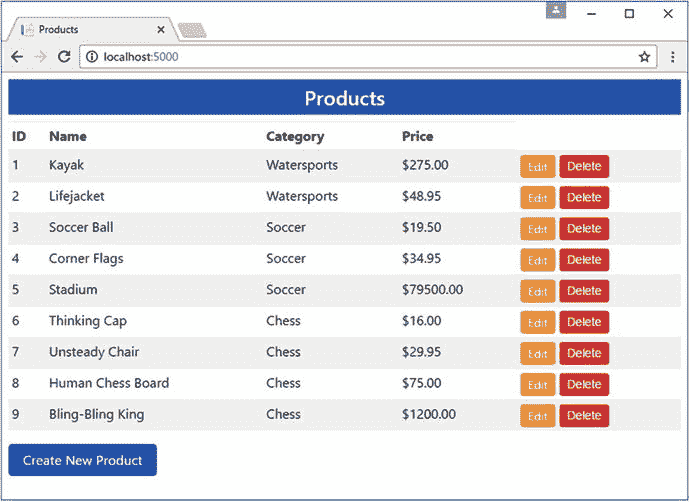 Products
localhost:5000
Products
ID Name Category Price
1 Kayak Watersports $275.00 Edit Delete
2 Lifejacket Watersports $48.95 Edit Delete
3 Soccer Ball Soccer $19.50 Edit Delete
4 Corner Flags Soccer $34.95 Edit Delete
5 Stadium Soccer $79500.00 Edit Delete
6 Thinking Cap Chess $16.00 Edit Delete
7 Unsteady Chair Chess $29.95 Edit Delete
8 Human Chess Board Chess $75.00 Edit Delete
9 Bling-Bling King Chess $1200.00 Edit Delete
Create New Product